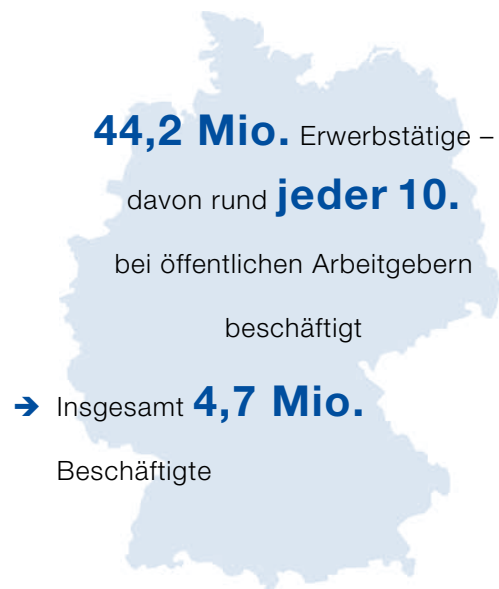 44,2 Mio. Erwerbstätige –
davon rund jeder 10.
bei öffentlichen Arbeitgebern
beschäftigt
➔ Insgesamt 4,7 Mio.
Beschäftigte